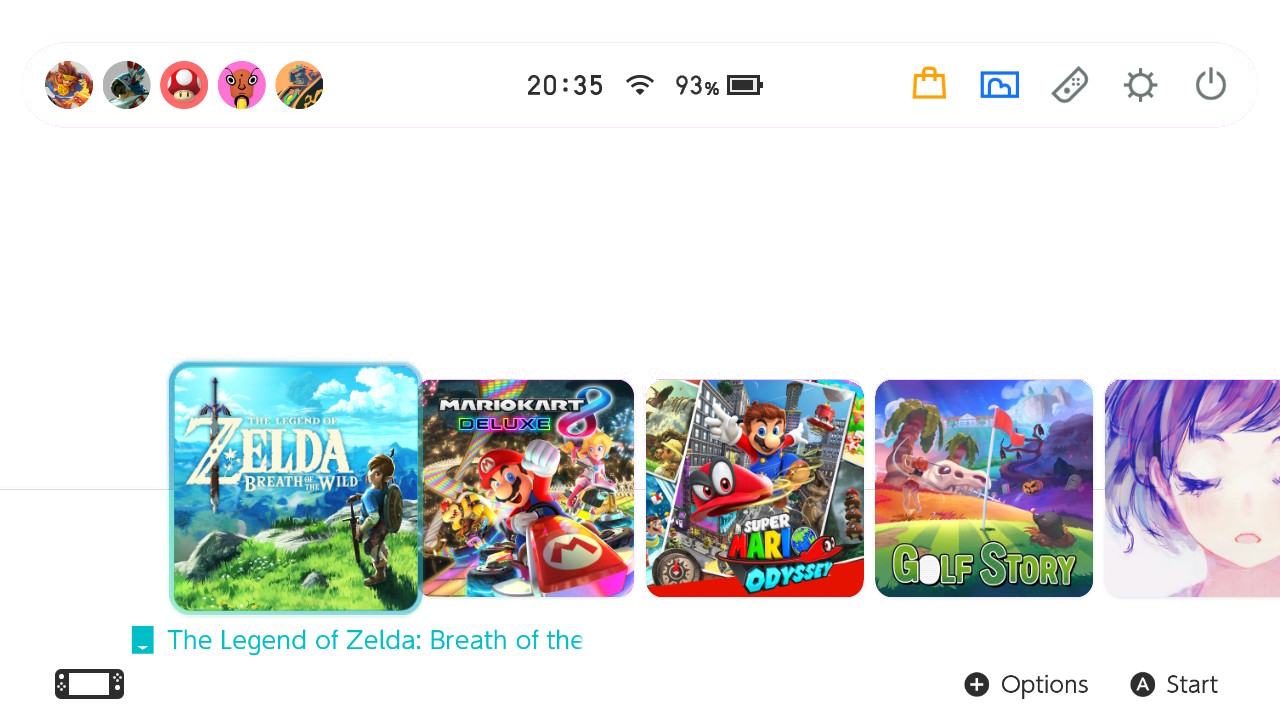 20:35 93%
THE LEGEND OF
ZELDA
BREATH OF THE WILD
MARIOKART 8
DELUXE
SUPER
MARIO
ODYSSEY
GOLF STORY
The Legend of Zelda: Breath of the
+ Options A Start